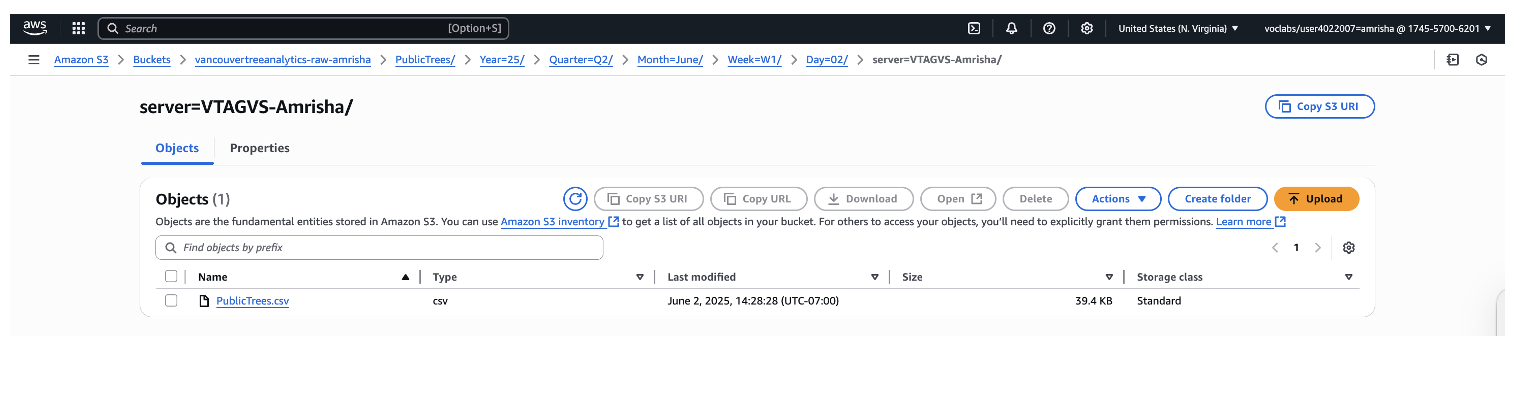 aws Search [Option+S] United States (N. Virginia) voclabs/user4022007=amrisha @ 1745-5700-6201
Amazon S3 Buckets vancouvertreeanalytics-raw-amrisha PublicTrees/ Year=25/ Quarter=Q2/ Month=June/ Week=W1/ Day=02/ server=VTAGVS-Amrisha/
server=VTAGVS-Amrisha/ Copy S3 URI
Objects Properties
Objects (1) Copy S3 URI Copy URL Download Open Delete Actions Create folder Upload
Objects are the fundamental entities stored in Amazon S3. You can use Amazon S3 inventory to get a list of all objects in your bucket. For others to access your objects, you'll need to explicitly grant them permissions. Learn more
Find objects by prefix 1
Name Type Last modified Size Storage class
PublicTrees.csv csv June 2, 2025, 14:28:28 (UTC-07:00) 39.4 KB Standard